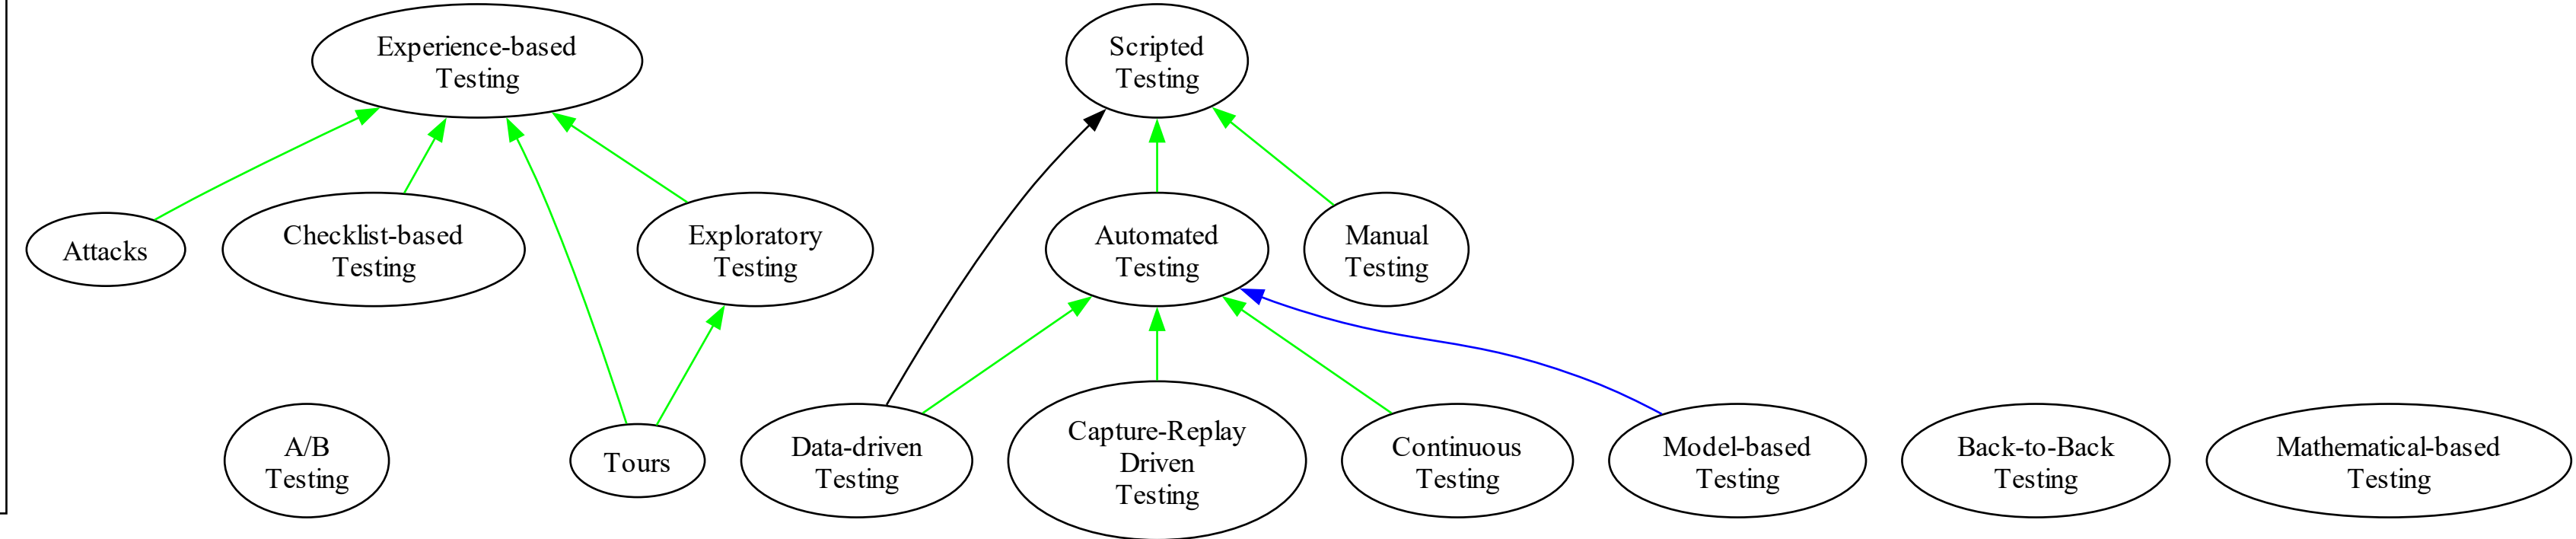 Experience-based
Testing
Scripted
Testing
Attacks
Checklist-based
Testing
Exploratory
Testing
Automated
Testing
Manual
Testing
A/B
Testing
Tours
Data-driven
Testing
Capture-Replay
Driven
Testing
Continuous
Testing
Model-based
Testing
Back-to-Back
Testing
Mathematical-based
Testing